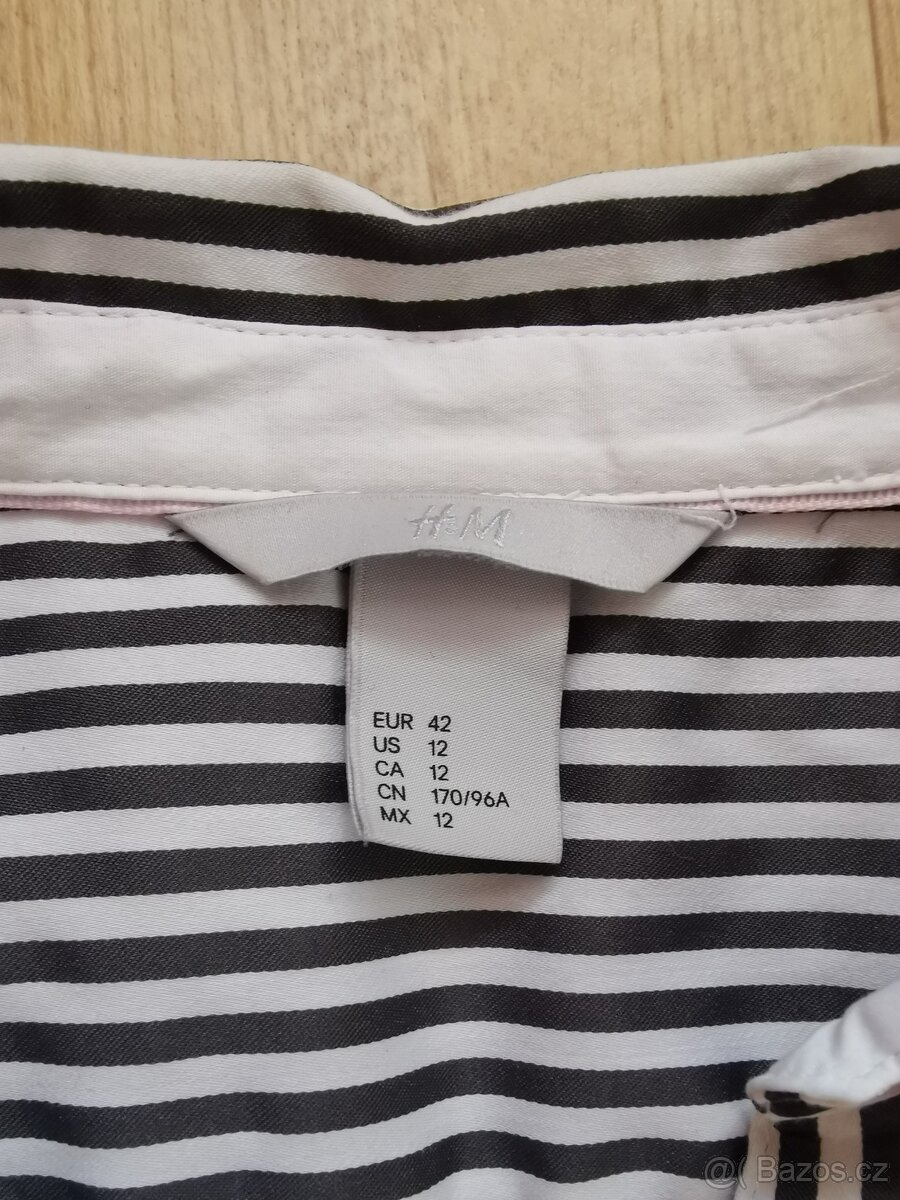 H&M
EUR 42
US 12
CA 12
CN 170/96A
MX 12
@( Bazos.cz